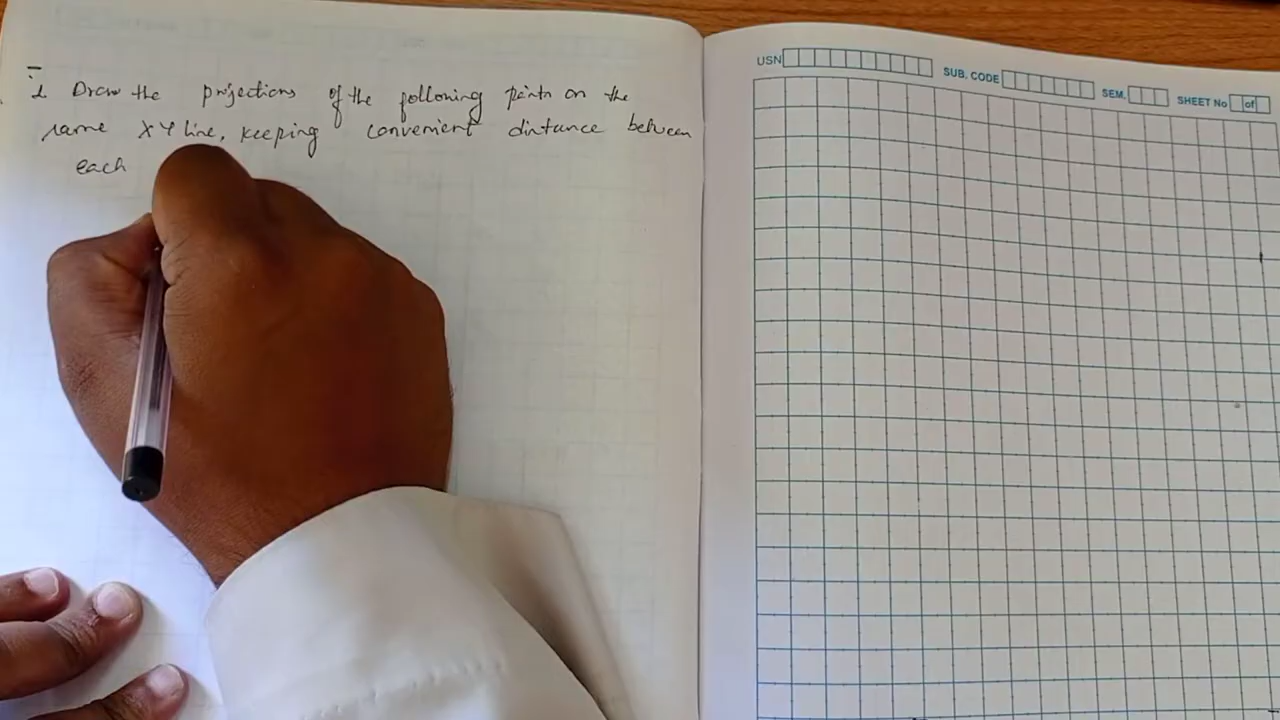 1 Draw the projections of the following points on the
same XY line, keeping convenient distance between
each
USN
SUB. CODE
SEM.
SHEET No of